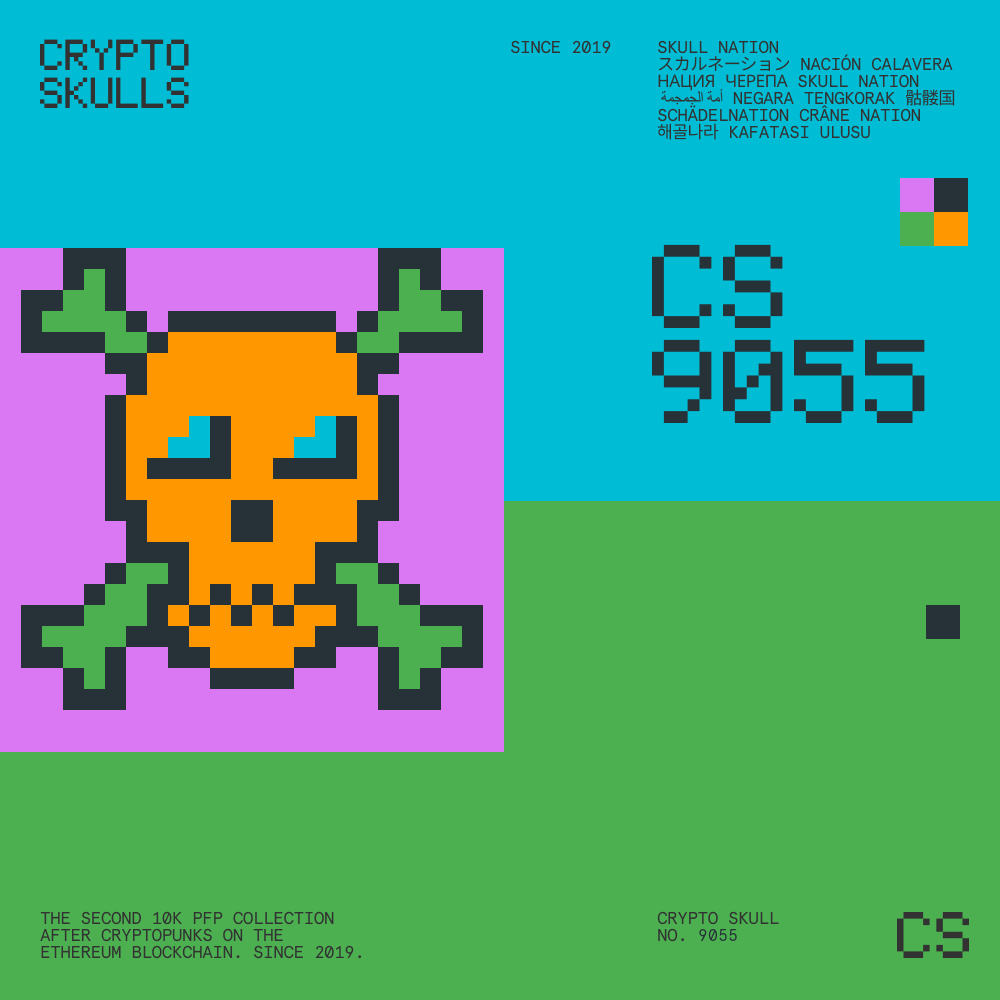 CRYPTO
SKULLS
SINCE 2019
SKULL NATION
スカルネーション NACIÓN CALAVERA
НАЦИЯ ЧЕРЕПА SKULL NATION
أمة الجمجمة NEGARA TENGKORAK 骷髅国
SCHÄDELNATION CRÂNE NATION
해골나라 KAFATASI ULUSU
CS
9055
THE SECOND 10K PFP COLLECTION
AFTER CRYPTOPUNKS ON THE
ETHEREUM BLOCKCHAIN. SINCE 2019.
CRYPTO SKULL
NO. 9055
CS